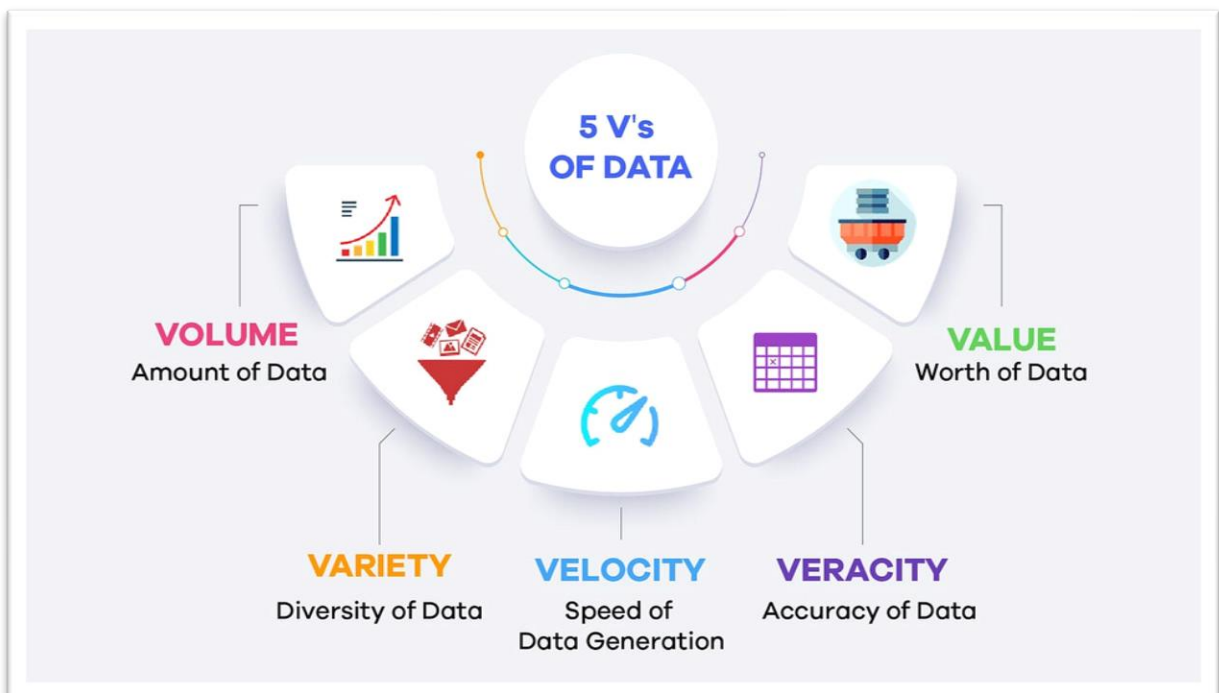 5 V's
OF DATA
VOLUME
Amount of Data
VARIETY
Diversity of Data
VELOCITY
Speed of
Data Generation
VERACITY
Accuracy of Data
VALUE
Worth of Data